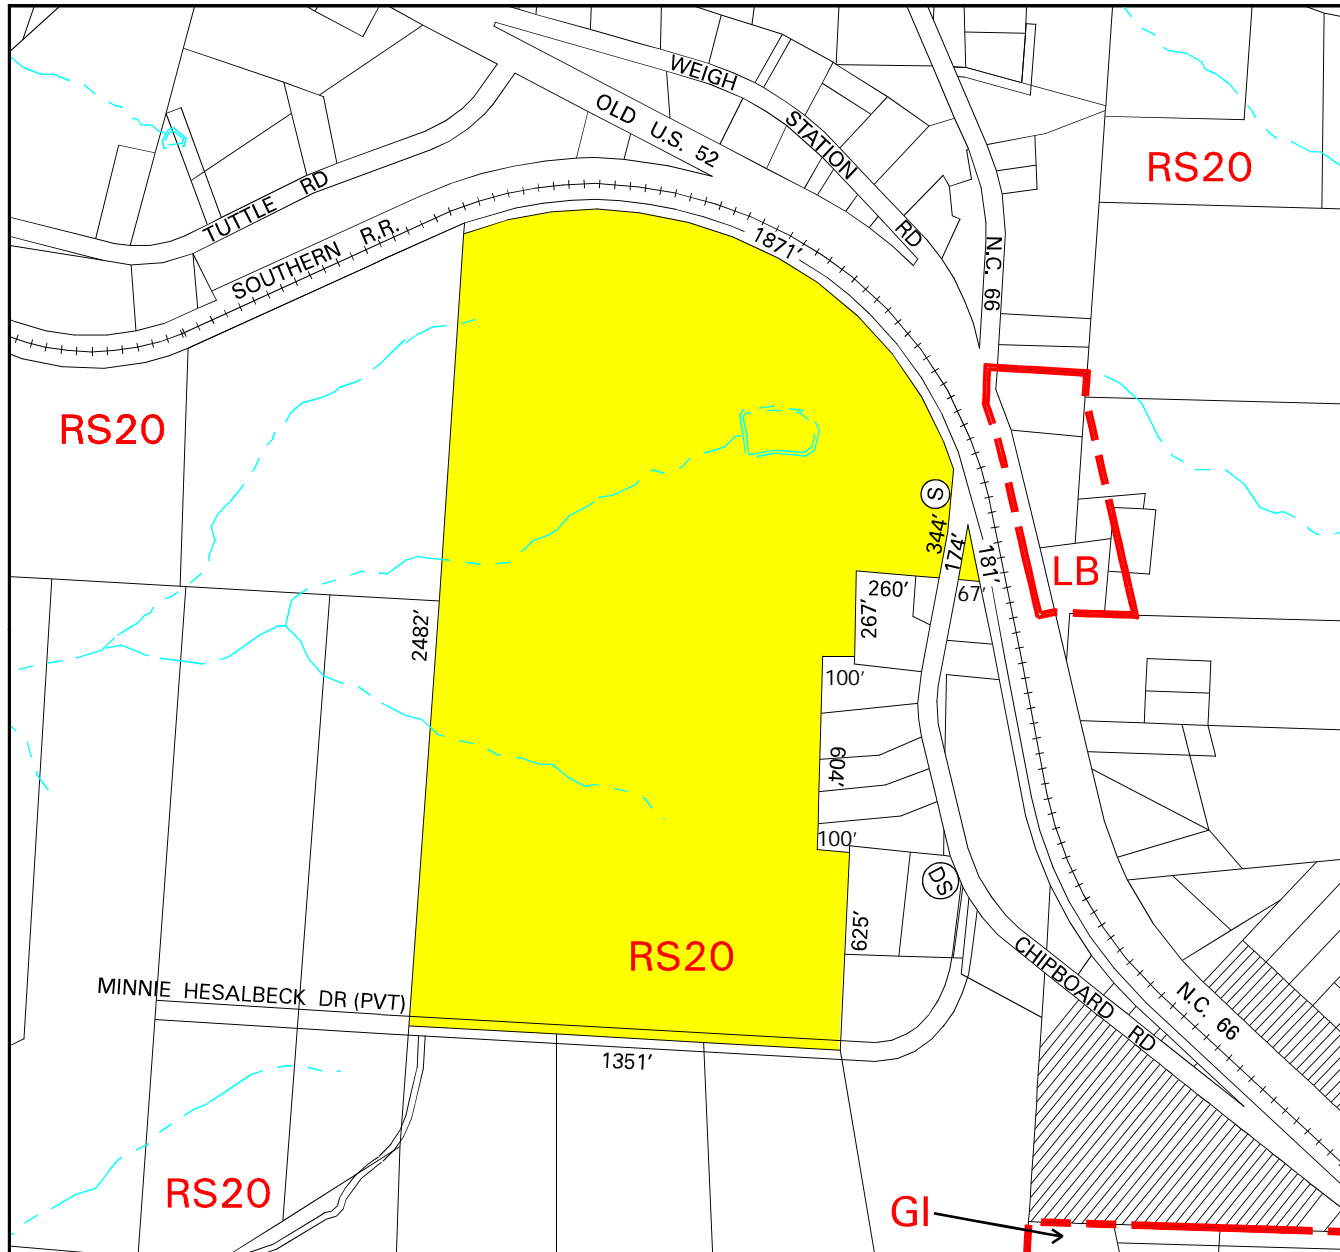 WEIGH STATION RD
OLD U.S. 52
RS20
TUTTLE RD
SOUTHERN R.R.
1871'
N.C. 66
RS20
S
344'
174'
181'
LB
260'
67'
267'
2482'
100'
604'
100'
DS
625'
RS20
CHIPBOARD RD
MINNIE HESALBECK DR (PVT)
N.C. 66
1351'
RS20
GI